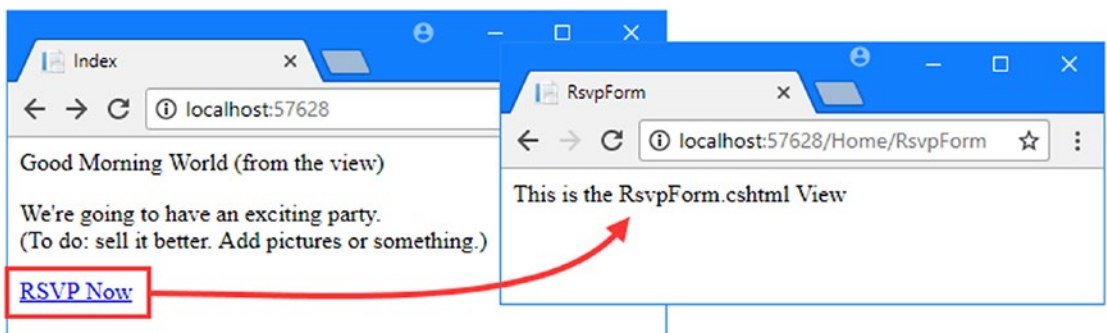 Index
localhost:57628
Good Morning World (from the view)
We're going to have an exciting party.
(To do: sell it better. Add pictures or something.)
RSVP Now
RsvpForm
localhost:57628/Home/RsvpForm
This is the RsvpForm.cshtml View